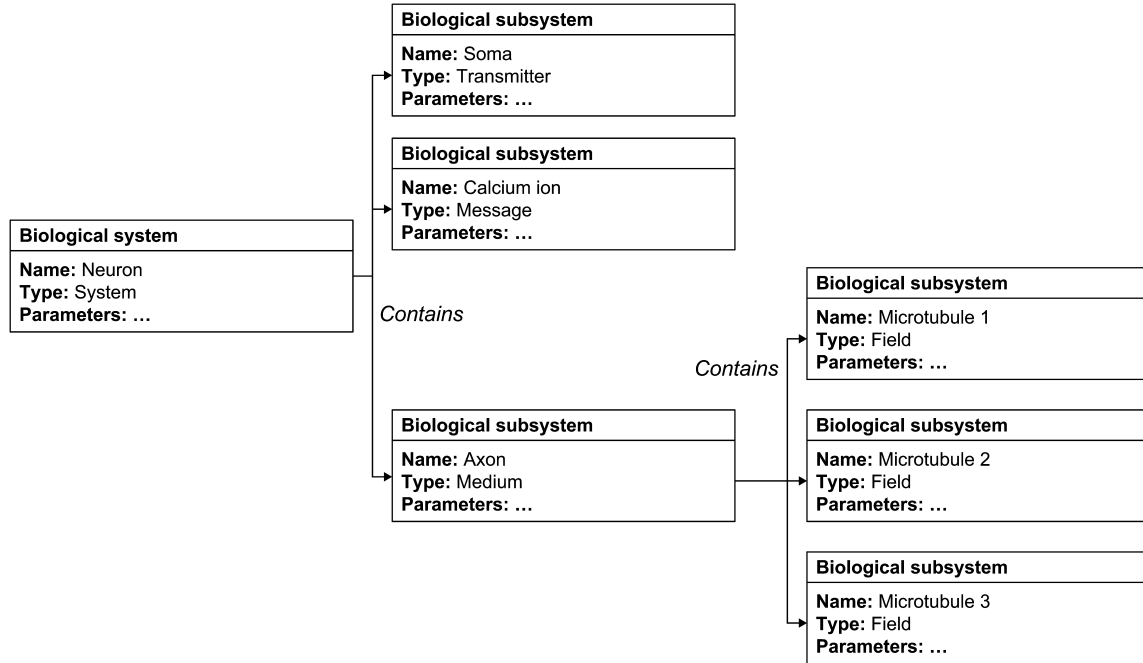 Biological subsystem
Name: Soma
Type: Transmitter
Parameters: ...
Biological subsystem
Name: Calcium ion
Type: Message
Parameters: ...
Biological system
Name: Neuron
Type: System
Parameters: ...
Contains
Biological subsystem
Name: Axon
Type: Medium
Parameters: ...
Contains
Biological subsystem
Name: Microtubule 1
Type: Field
Parameters: ...
Biological subsystem
Name: Microtubule 2
Type: Field
Parameters: ...
Biological subsystem
Name: Microtubule 3
Type: Field
Parameters: ...